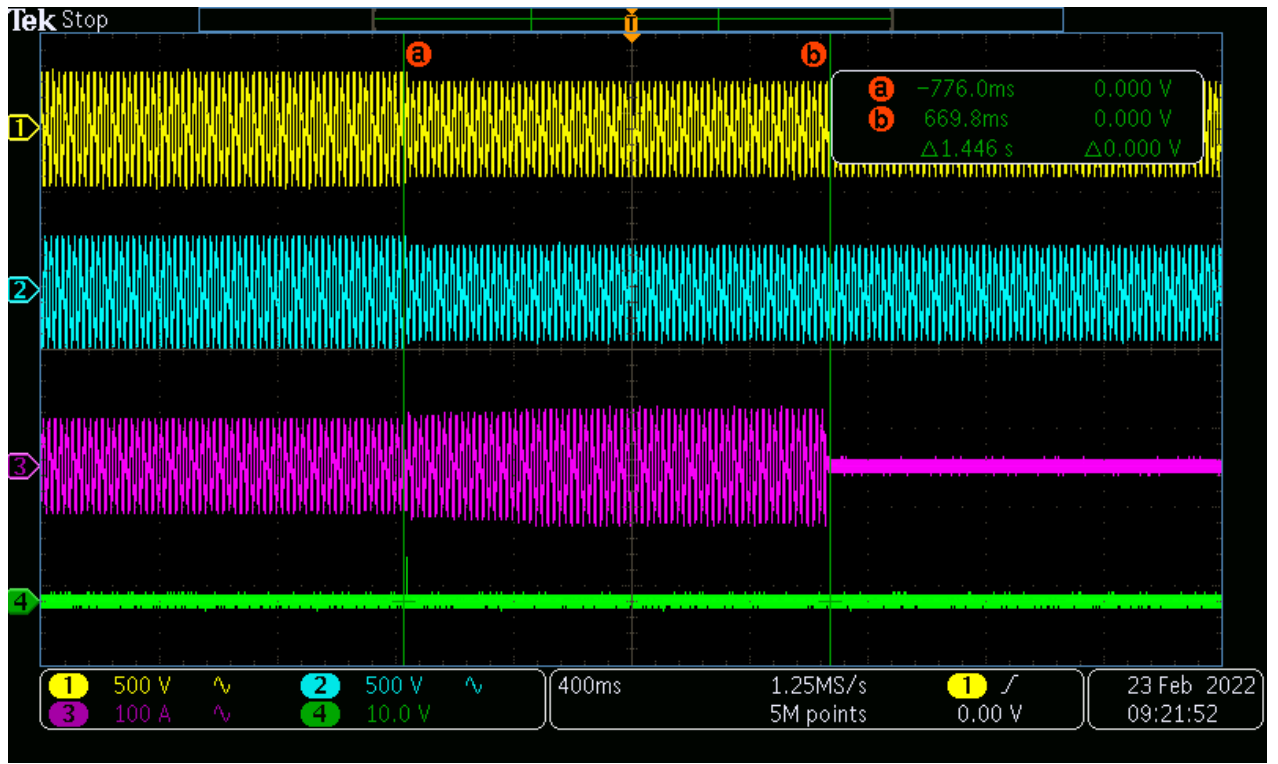 Tek Stop
T
a b
a −776.0ms 0.000 V
b 669.8ms 0.000 V
△1.446 s △0.000 V
1
2
3
4
1 500 V 2 500 V 400ms 1.25MS/s 1 23 Feb 2022
3 100 A 4 10.0 V 5M points 0.00 V 09:21:52